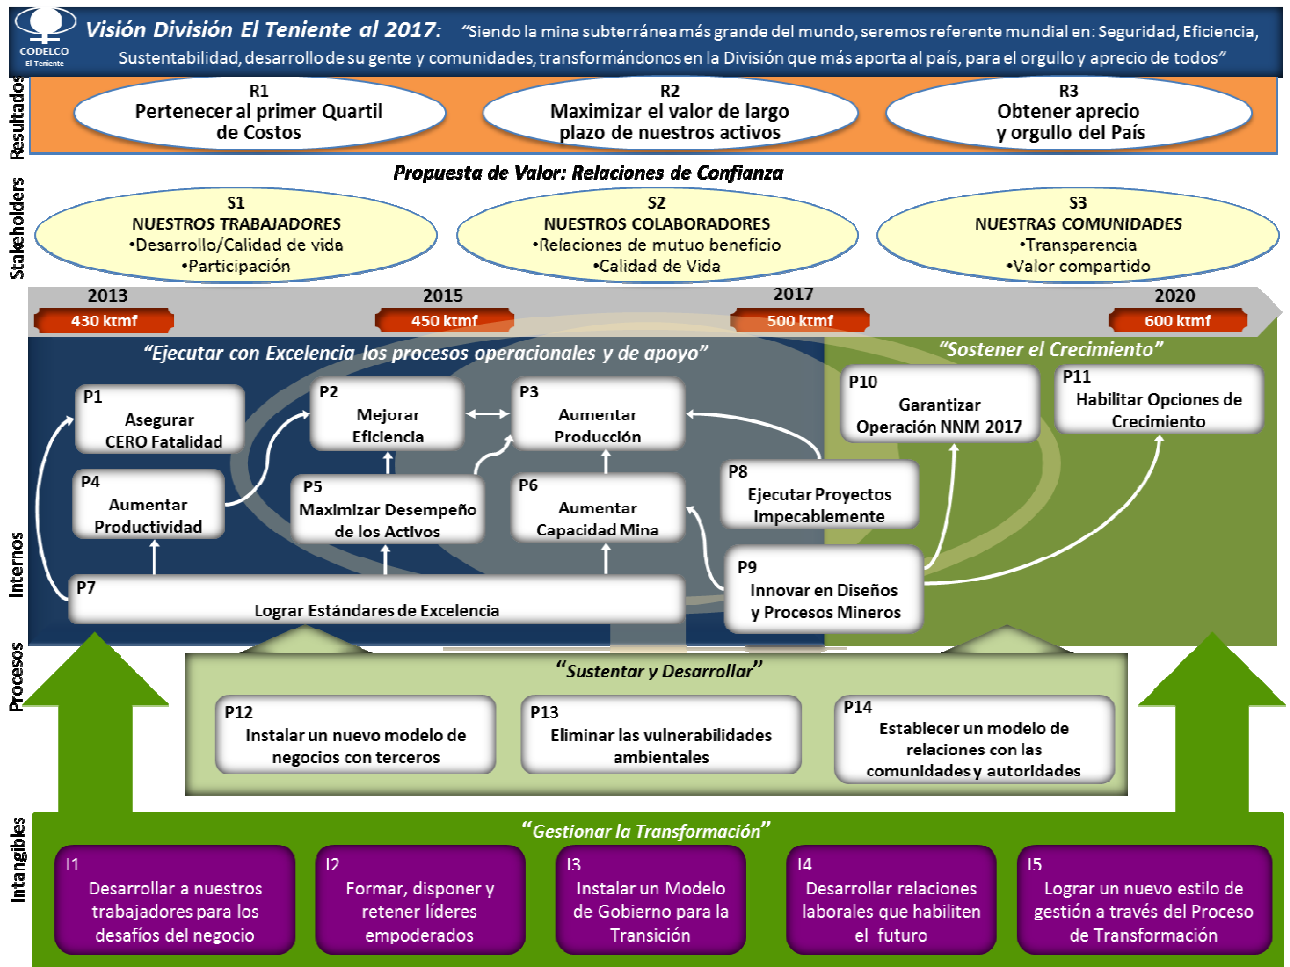 CODELCO
El Teniente
Visión División El Teniente al 2017: “Siendo la mina subterránea más grande del mundo, seremos referente mundial en: Seguridad, Eficiencia,
Sustentabilidad, desarrollo de su gente y comunidades, transformándonos en la División que más aporta al país, para el orgullo y aprecio de todos”
Resultados
R1
Pertenecer al primer Quartil
de Costos
R2
Maximizar el valor de largo
plazo de nuestros activos
R3
Obtener aprecio
y orgullo del País
Propuesta de Valor: Relaciones de Confianza
Stakeholders
S1
NUESTROS TRABAJADORES
•Desarrollo/Calidad de vida
•Participación
S2
NUESTROS COLABORADORES
•Relaciones de mutuo beneficio
•Calidad de Vida
S3
NUESTRAS COMUNIDADES
•Transparencia
•Valor compartido
2013
430 ktmf
2015
450 ktmf
2017
500 ktmf
2020
600 ktmf
“Ejecutar con Excelencia los procesos operacionales y de apoyo”
“Sostener el Crecimiento”
Procesos Internos
P1
Asegurar
CERO Fatalidad
P2
Mejorar
Eficiencia
P3
Aumentar
Producción
P10
Garantizar
Operación NNM 2017
P11
Habilitar Opciones de
Crecimiento
P4
Aumentar
Productividad
P5
Maximizar Desempeño
de los Activos
P6
Aumentar
Capacidad Mina
P8
Ejecutar Proyectos
Impecablemente
P7
Lograr Estándares de Excelencia
P9
Innovar en Diseños
y Procesos Mineros
“Sustentar y Desarrollar”
P12
Instalar un nuevo modelo de
negocios con terceros
P13
Eliminar las vulnerabilidades
ambientales
P14
Establecer un modelo de
relaciones con las
comunidades y autoridades
Intangibles
“Gestionar la Transformación”
I1
Desarrollar a nuestros
trabajadores para los
desafíos del negocio
I2
Formar, disponer y
retener líderes
empoderados
I3
Instalar un Modelo
de Gobierno para la
Transición
I4
Desarrollar relaciones
laborales que habiliten
el futuro
I5
Lograr un nuevo estilo de
gestión a través del Proceso
de Transformación